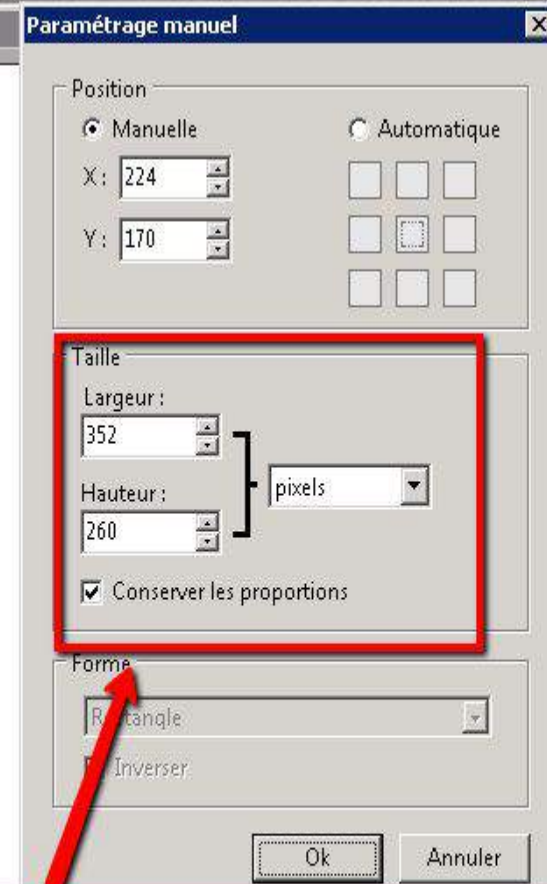 Paramétrage manuel
Position
Manuelle
Automatique
X: 224
Y: 170
Taille
Largeur :
352
pixels
Hauteur :
260
Conserver les proportions
Forme
Rectangle
Inverser
Ok
Annuler